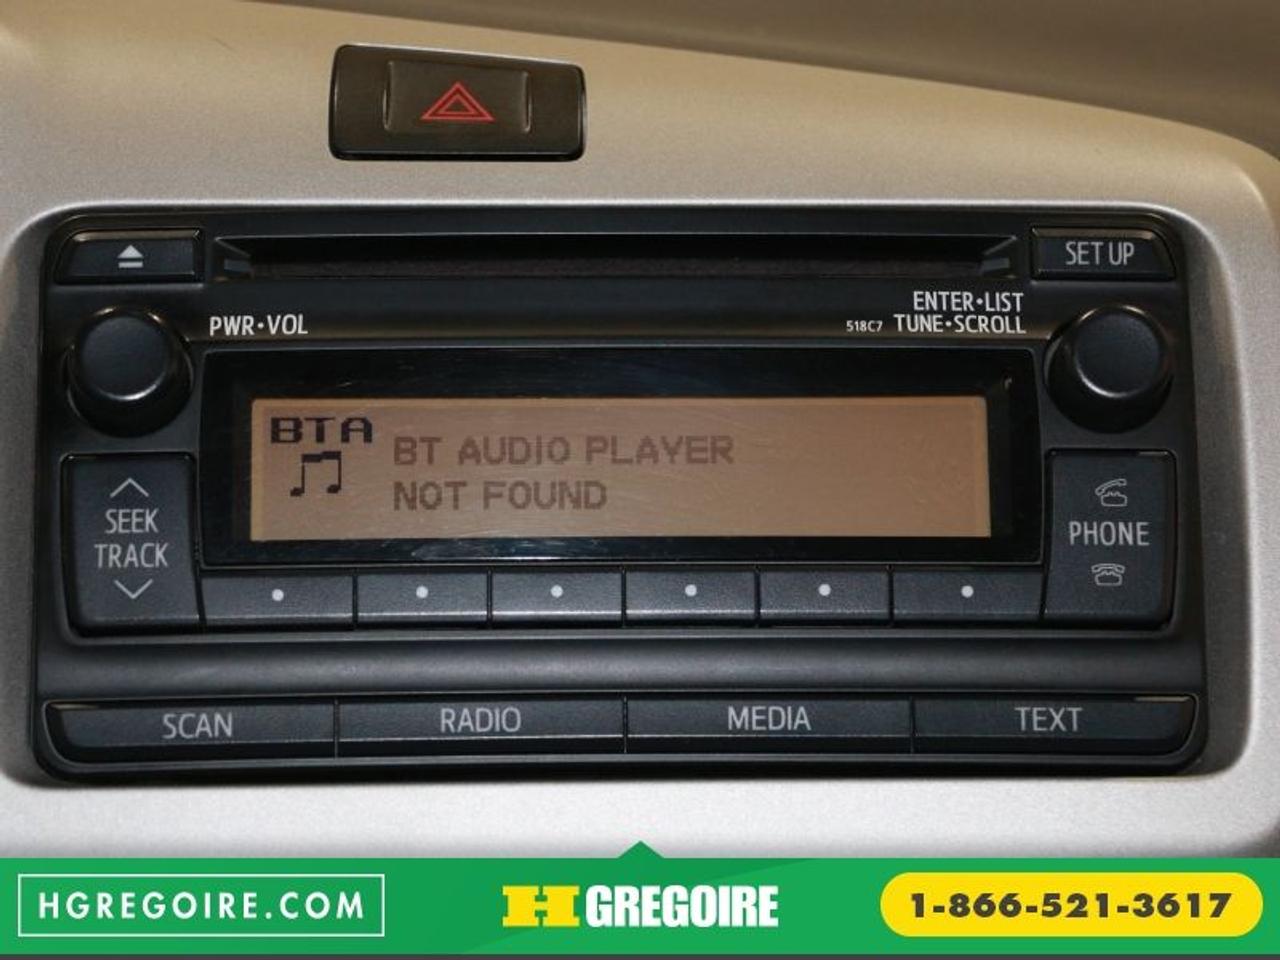 SET UP
PWR•VOL
ENTER•LIST
518C7 TUNE•SCROLL
BTA
BT AUDIO PLAYER
NOT FOUND
SEEK
TRACK
PHONE
SCAN
RADIO
MEDIA
TEXT
HGREGOIRE.COM
H GREGOIRE
1-866-521-3617